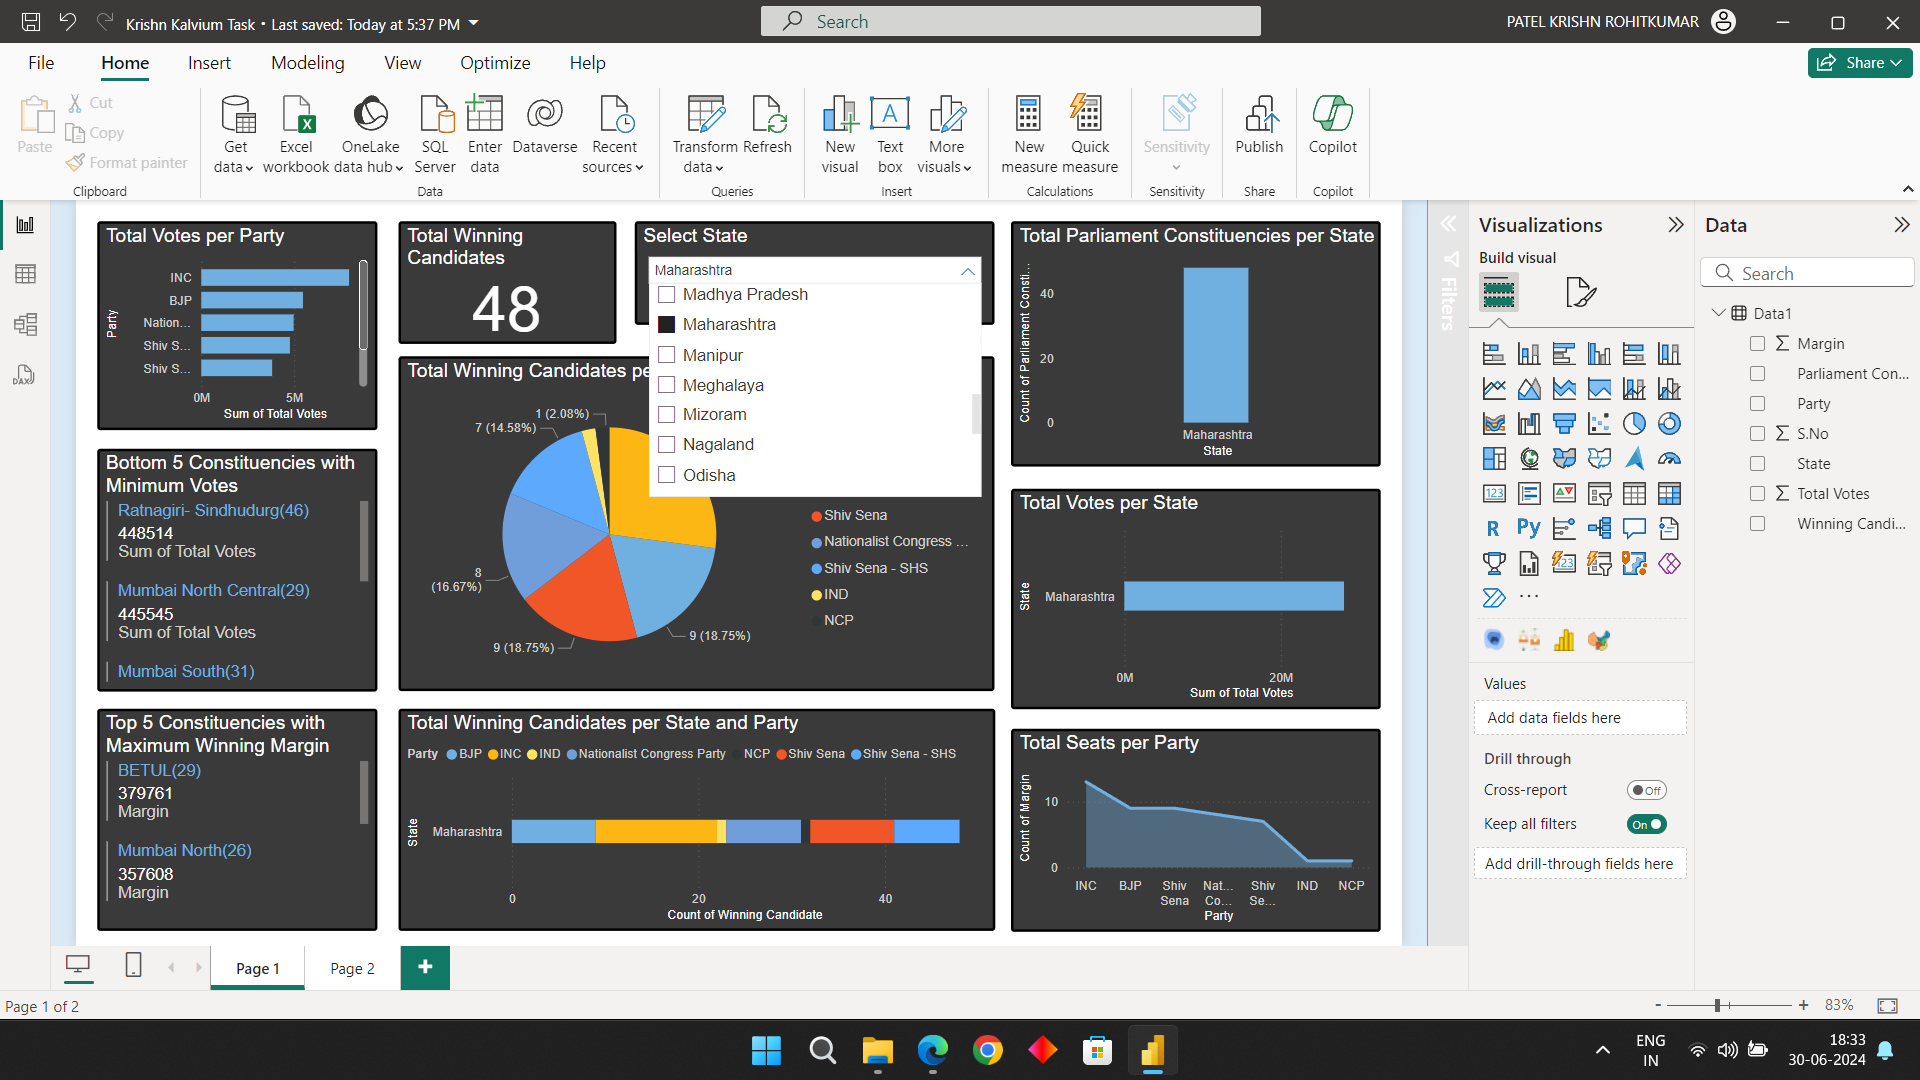 Krishn Kalvium Task • Last saved: Today at 5:37 PM
Search
PATEL KRISHN ROHITKUMAR
File
Home
Insert
Modeling
View
Optimize
Help
Share
Paste
Cut
Copy
Format painter
Clipboard
Get data
Excel workbook
OneLake data hub
SQL Server
Enter data
Dataverse
Recent sources
Data
Transform data
Refresh
Queries
New visual
Text box
More visuals
Insert
New measure
Quick measure
Calculations
Sensitivity
Sensitivity
Publish
Share
Copilot
Copilot
Total Votes per Party
Party
INC
BJP
Nation...
Shiv S...
Shiv S...
0M
5M
Sum of Total Votes
Total Winning
Candidates
48
Select State
Maharashtra
Madhya Pradesh
Maharashtra
Manipur
Meghalaya
Mizoram
Nagaland
Odisha
Total Winning Candidates pe
1 (2.08%)
7 (14.58%)
8
(16.67%)
9 (18.75%)
9 (18.75%)
Shiv Sena
Nationalist Congress ...
Shiv Sena - SHS
IND
NCP
Bottom 5 Constituencies with
Minimum Votes
Ratnagiri- Sindhudurg(46)
448514
Sum of Total Votes
Mumbai North Central(29)
445545
Sum of Total Votes
Mumbai South(31)
Top 5 Constituencies with
Maximum Winning Margin
BETUL(29)
379761
Margin
Mumbai North(26)
357608
Margin
Total Winning Candidates per State and Party
Party BJP INC IND Nationalist Congress Party NCP Shiv Sena Shiv Sena - SHS
State
Maharashtra
0
20
40
Count of Winning Candidate
Total Parliament Constituencies per State
Count of Parliament Consti...
40
20
0
Maharashtra
State
Total Votes per State
State
Maharashtra
0M
20M
Sum of Total Votes
Total Seats per Party
Count of Margin
10
0
INC
BJP
Shiv
Sena
Nat...
Co...
Shiv
Se...
IND
NCP
Party
Filters
Visualizations
Build visual
123
R
Py
123
...
Values
Add data fields here
Drill through
Cross-report
Off
Keep all filters
On
Add drill-through fields here
Data
Search
Data1
Margin
Parliament Con...
Party
S.No
State
Total Votes
Winning Candi...
Page 1
Page 2
Page 1 of 2
83%
ENG
IN
18:33
30-06-2024